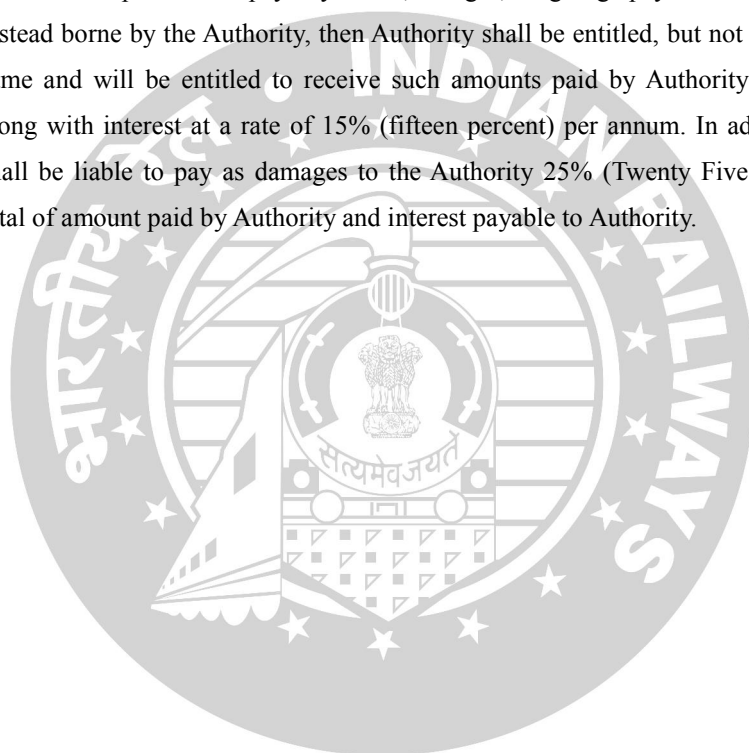 stead borne by the Authority, then Authority shall be entitled, but not
me and will be entitled to receive such amounts paid by Authority
ong with interest at a rate of 15% (fifteen percent) per annum. In ad
all be liable to pay as damages to the Authority 25% (Twenty Five
tal of amount paid by Authority and interest payable to Authority.
भारतीय रेल • INDIAN RAILWAYS
सत्यमेव जयते